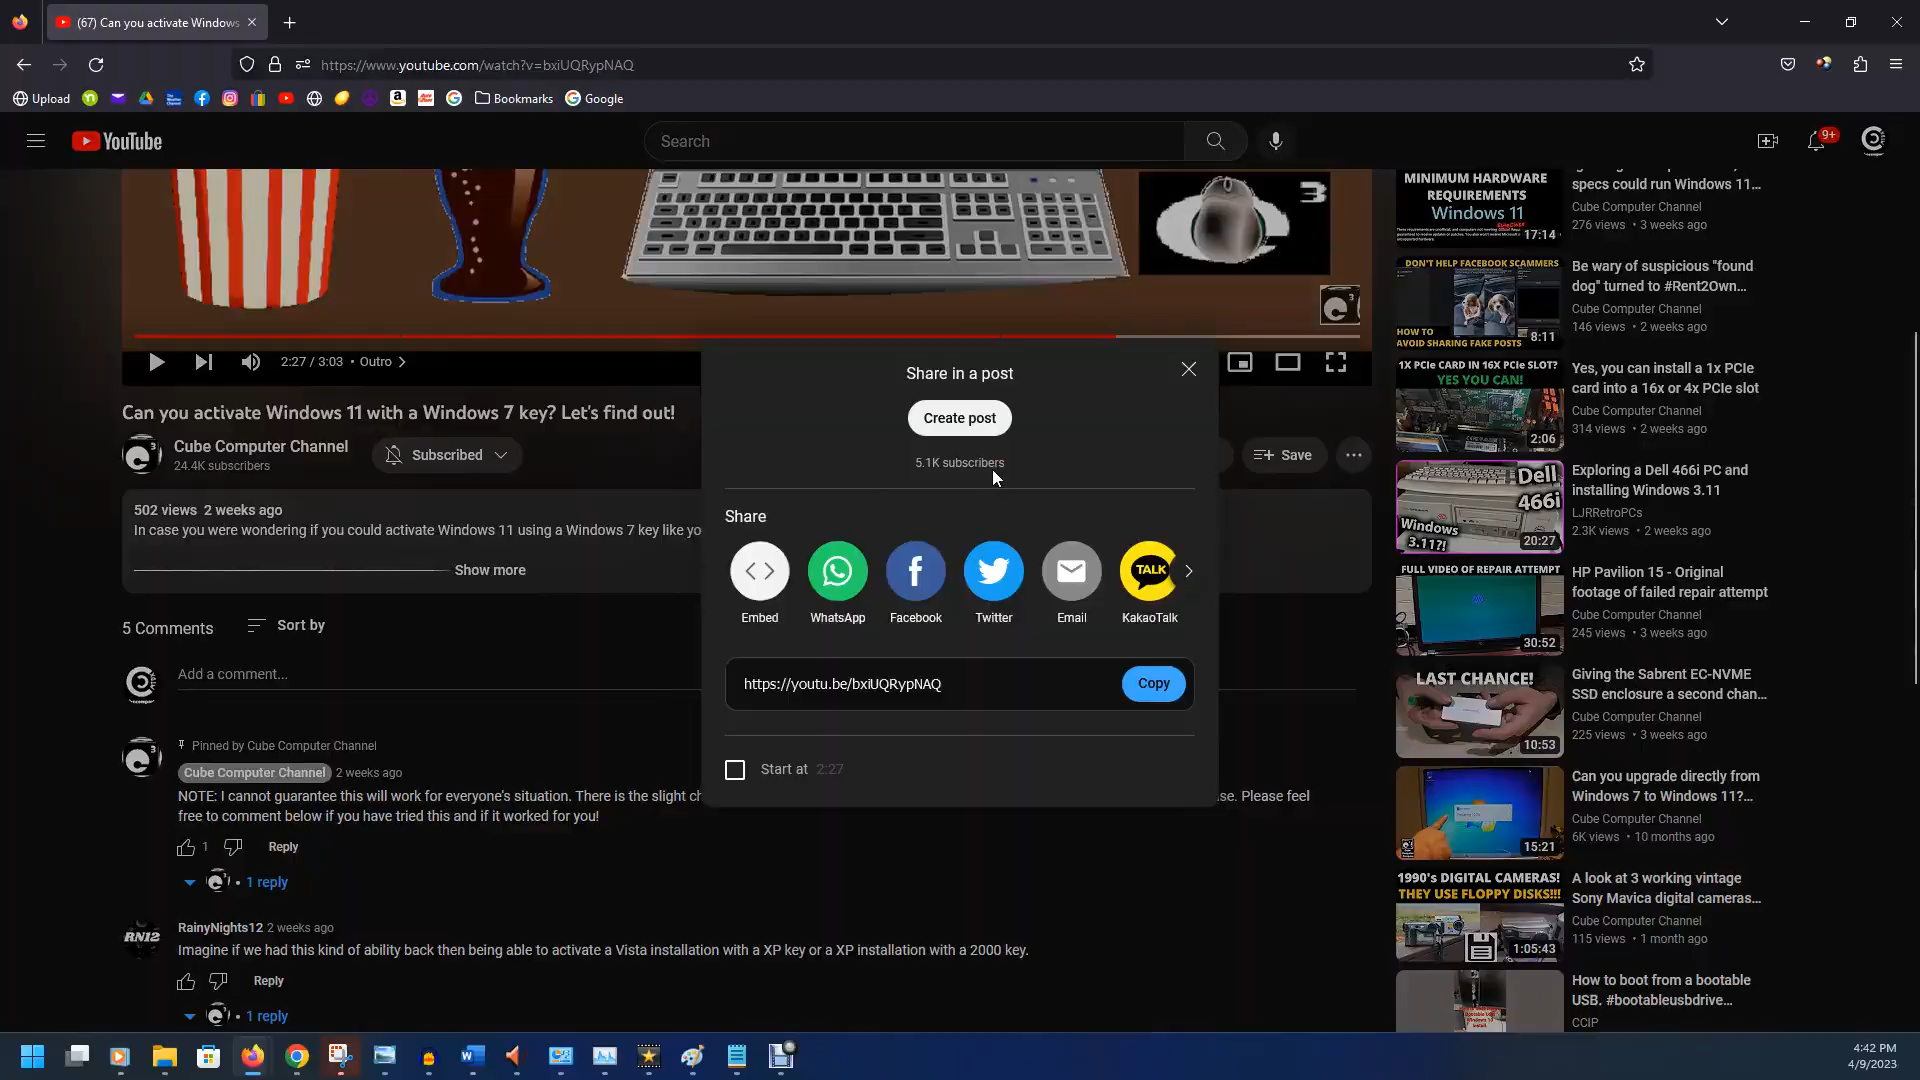 (67) Can you activate Windows
https://www.youtube.com/watch?v=bxiUQRypNAQ
Upload
Bookmarks
Google
YouTube
Search
9+
3
2:27 / 3:03 • Outro
Can you activate Windows 11 with a Windows 7 key? Let's find out!
Cube Computer Channel
24.4K subscribers
Subscribed
Save
502 views 2 weeks ago
In case you were wondering if you could activate Windows 11 using a Windows 7 key like yo
Show more
5 Comments
Sort by
Add a comment...
Pinned by Cube Computer Channel
Cube Computer Channel 2 weeks ago
NOTE: I cannot guarantee this will work for everyone's situation. There is the slight ch
se. Please feel
free to comment below if you have tried this and if it worked for you!
1
Reply
• 1 reply
RN12
RainyNights12 2 weeks ago
Imagine if we had this kind of ability back then being able to activate a Vista installation with a XP key or a XP installation with a 2000 key.
Reply
• 1 reply
Share in a post
Create post
5.1K subscribers
Share
TALK
Embed
WhatsApp
Facebook
Twitter
Email
KakaoTalk
https://youtu.be/bxiUQRypNAQ
Copy
Start at 2:27
MINIMUM HARDWARE
REQUIREMENTS
Windows 11
17:14
specs could run Windows 11...
Cube Computer Channel
276 views • 3 weeks ago
DON'T HELP FACEBOOK SCAMMERS
HOW TO
AVOID SHARING FAKE POSTS
8:11
Be wary of suspicious "found
dog" turned to #Rent2Own...
Cube Computer Channel
146 views • 2 weeks ago
1X PCIe CARD IN 16X PCIe SLOT?
YES YOU CAN!
2:06
Yes, you can install a 1x PCIe
card into a 16x or 4x PCIe slot
Cube Computer Channel
314 views • 2 weeks ago
Dell
466i
Windows
3.11?!
20:27
Exploring a Dell 466i PC and
installing Windows 3.11
LJRRetroPCs
2.3K views • 2 weeks ago
FULL VIDEO OF REPAIR ATTEMPT
30:52
HP Pavilion 15 - Original
footage of failed repair attempt
Cube Computer Channel
245 views • 3 weeks ago
LAST CHANCE!
10:53
Giving the Sabrent EC-NVME
SSD enclosure a second chan...
Cube Computer Channel
225 views • 3 weeks ago
15:21
Can you upgrade directly from
Windows 7 to Windows 11?...
Cube Computer Channel
6K views • 10 months ago
1990's DIGITAL CAMERAS!
THEY USE FLOPPY DISKS!!!
1:05:43
A look at 3 working vintage
Sony Mavica digital cameras...
Cube Computer Channel
115 views • 1 month ago
How to boot from a bootable
USB. #bootableusbdrive...
CCIP
4:42 PM
4/9/2023